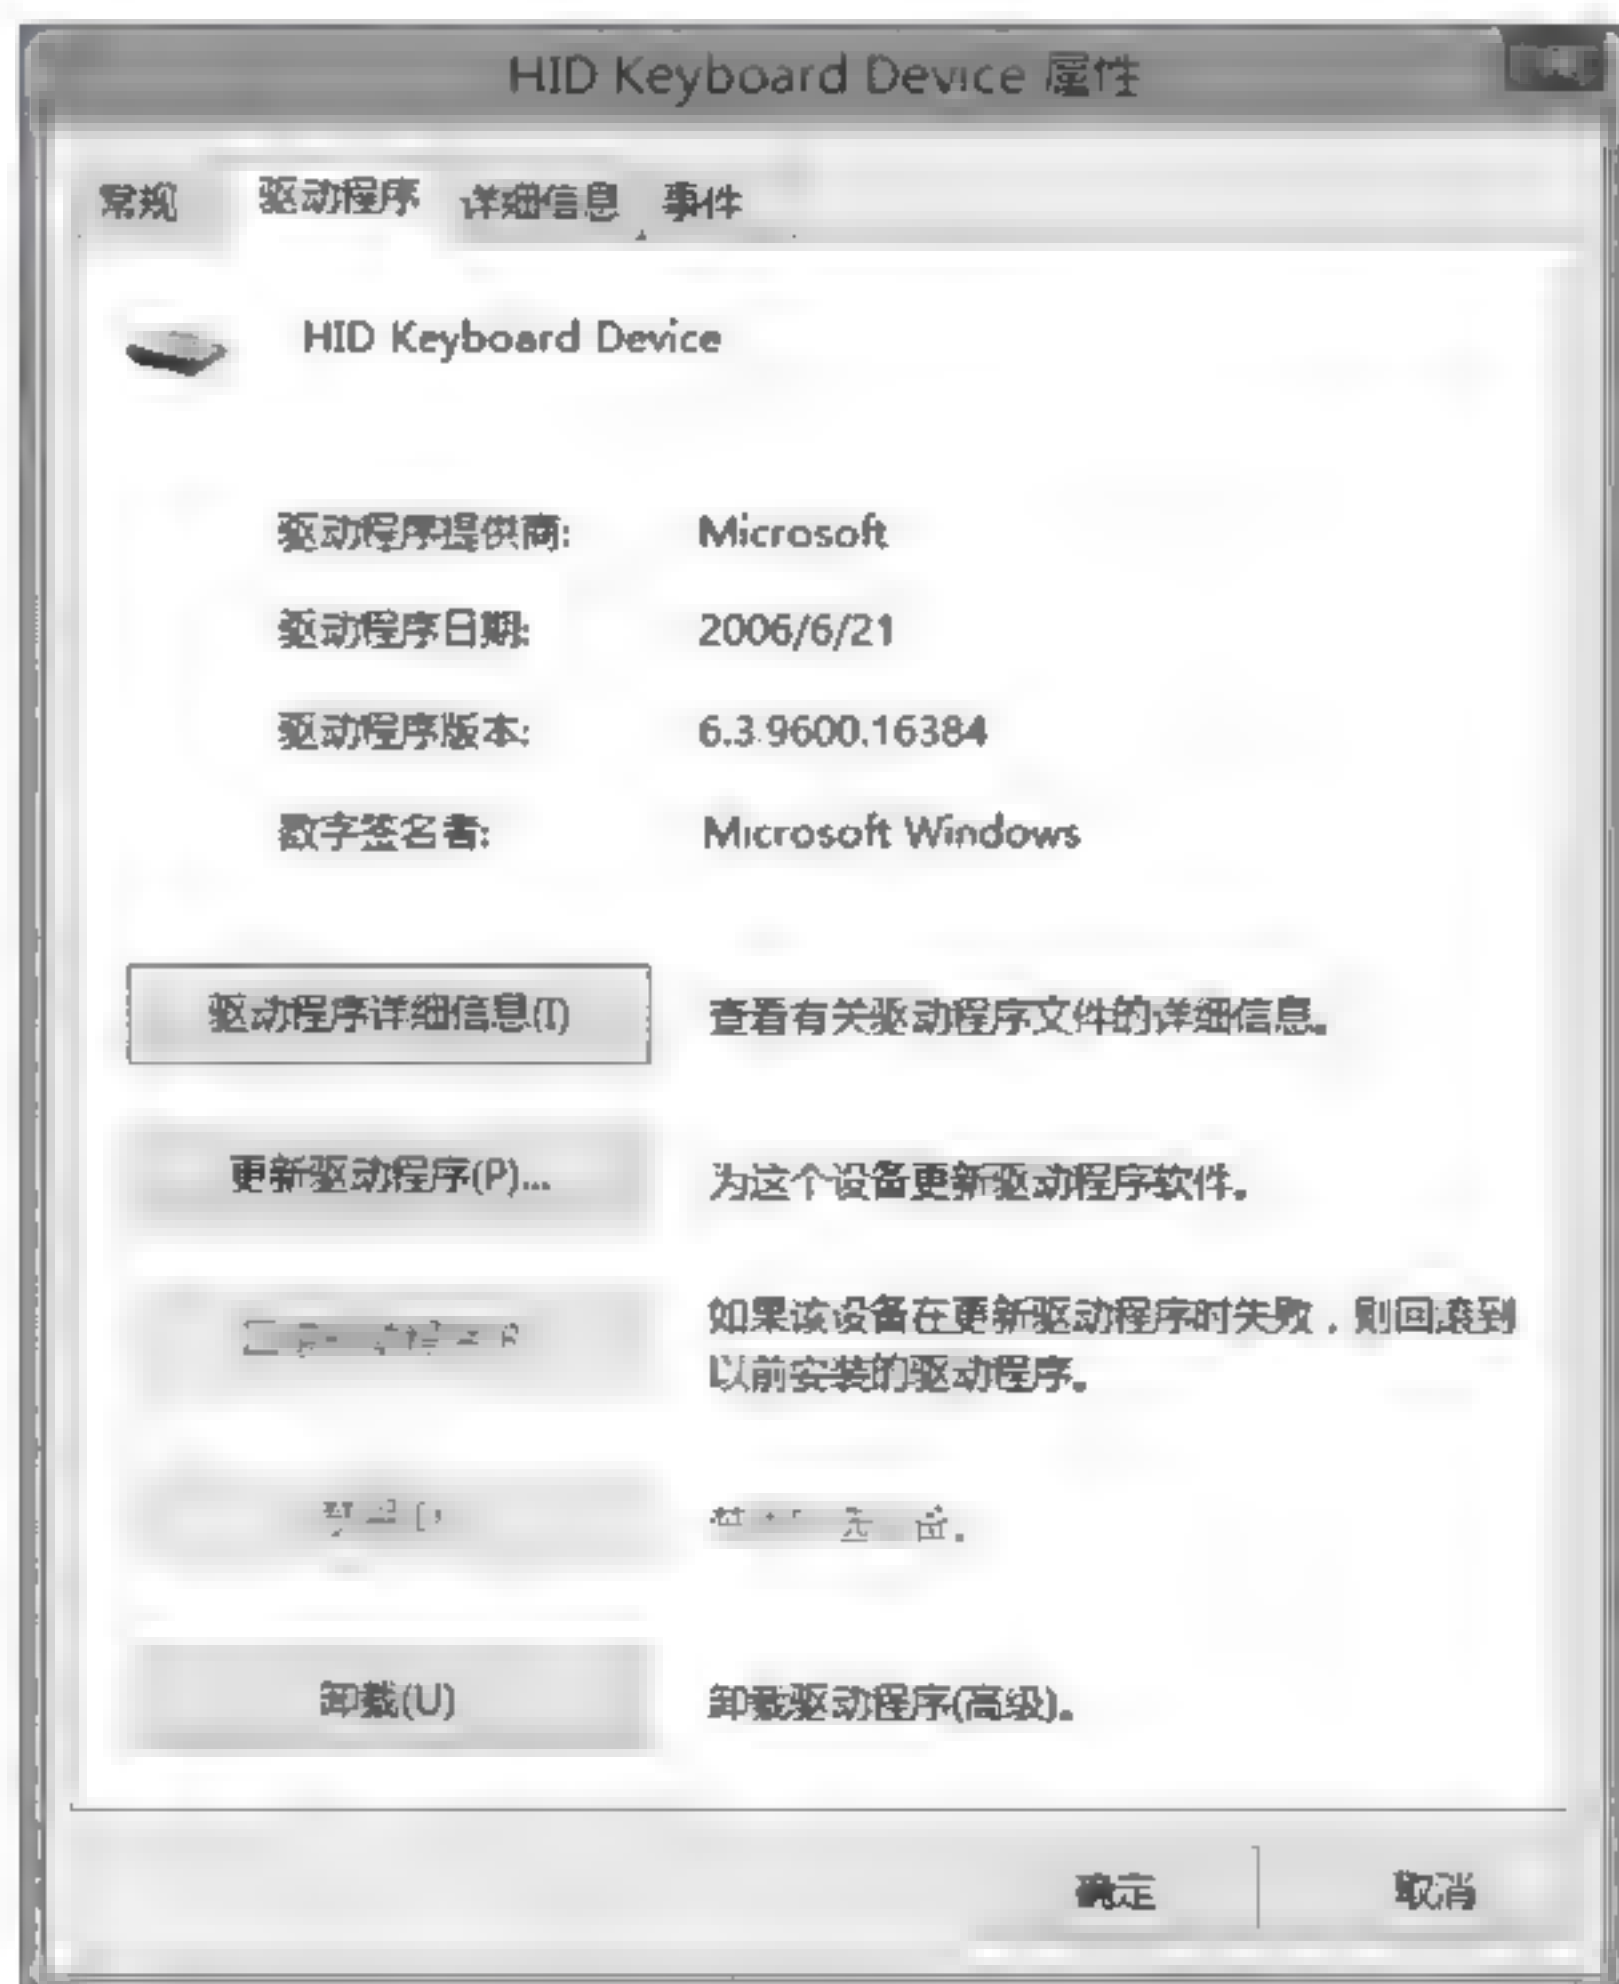 HID Keyboard Device 属性
常规 驱动程序 详细信息 事件
HID Keyboard Device
驱动程序提供商: Microsoft
驱动程序日期: 2006/6/21
驱动程序版本: 6.3.9600.16384
数字签名者: Microsoft Windows
驱动程序详细信息(I) 查看有关驱动程序文件的详细信息。
更新驱动程序(P)... 为这个设备更新驱动程序软件。
如果该设备在更新驱动程序时失败，则回滚到
以前安装的驱动程序。
卸载(U) 卸载驱动程序(高级)。
确定 取消